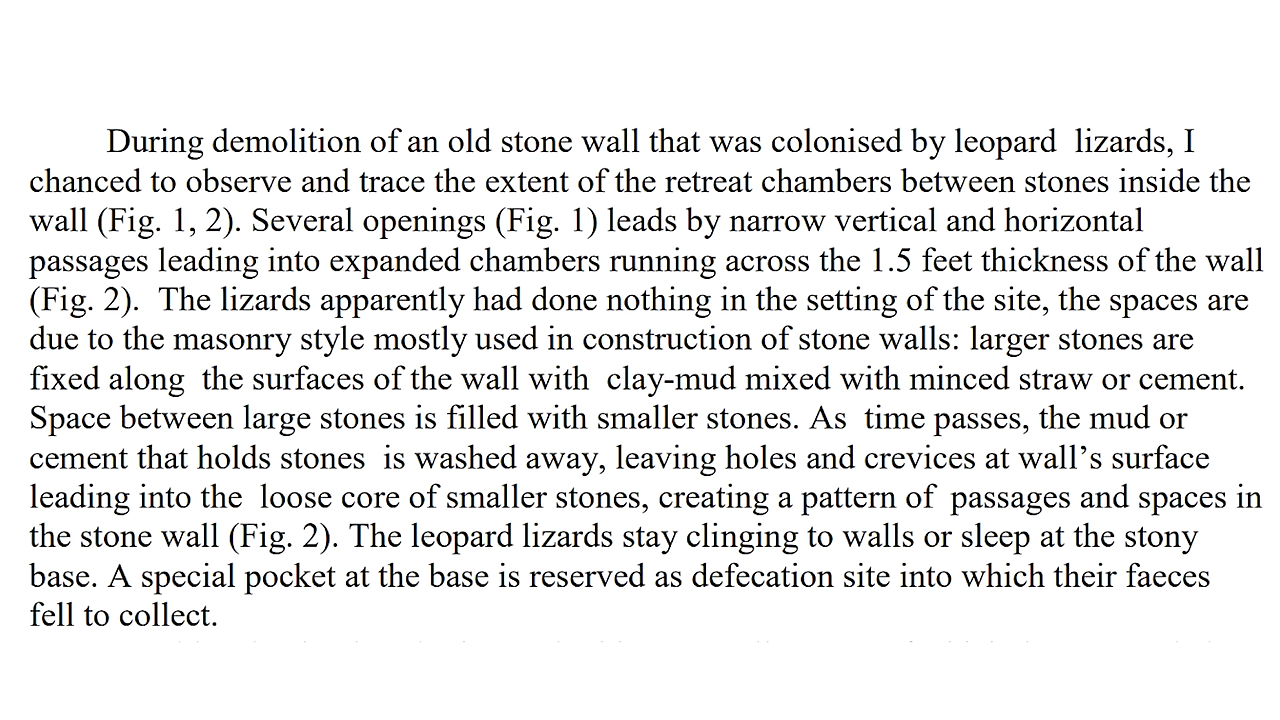 During demolition of an old stone wall that was colonised by leopard lizards, I
chanced to observe and trace the extent of the retreat chambers between stones inside the
wall (Fig. 1, 2). Several openings (Fig. 1) leads by narrow vertical and horizontal
passages leading into expanded chambers running across the 1.5 feet thickness of the wall
(Fig. 2). The lizards apparently had done nothing in the setting of the site, the spaces are
due to the masonry style mostly used in construction of stone walls: larger stones are
fixed along the surfaces of the wall with clay-mud mixed with minced straw or cement.
Space between large stones is filled with smaller stones. As time passes, the mud or
cement that holds stones is washed away, leaving holes and crevices at wall’s surface
leading into the loose core of smaller stones, creating a pattern of passages and spaces in
the stone wall (Fig. 2). The leopard lizards stay clinging to walls or sleep at the stony
base. A special pocket at the base is reserved as defecation site into which their faeces
fell to collect.